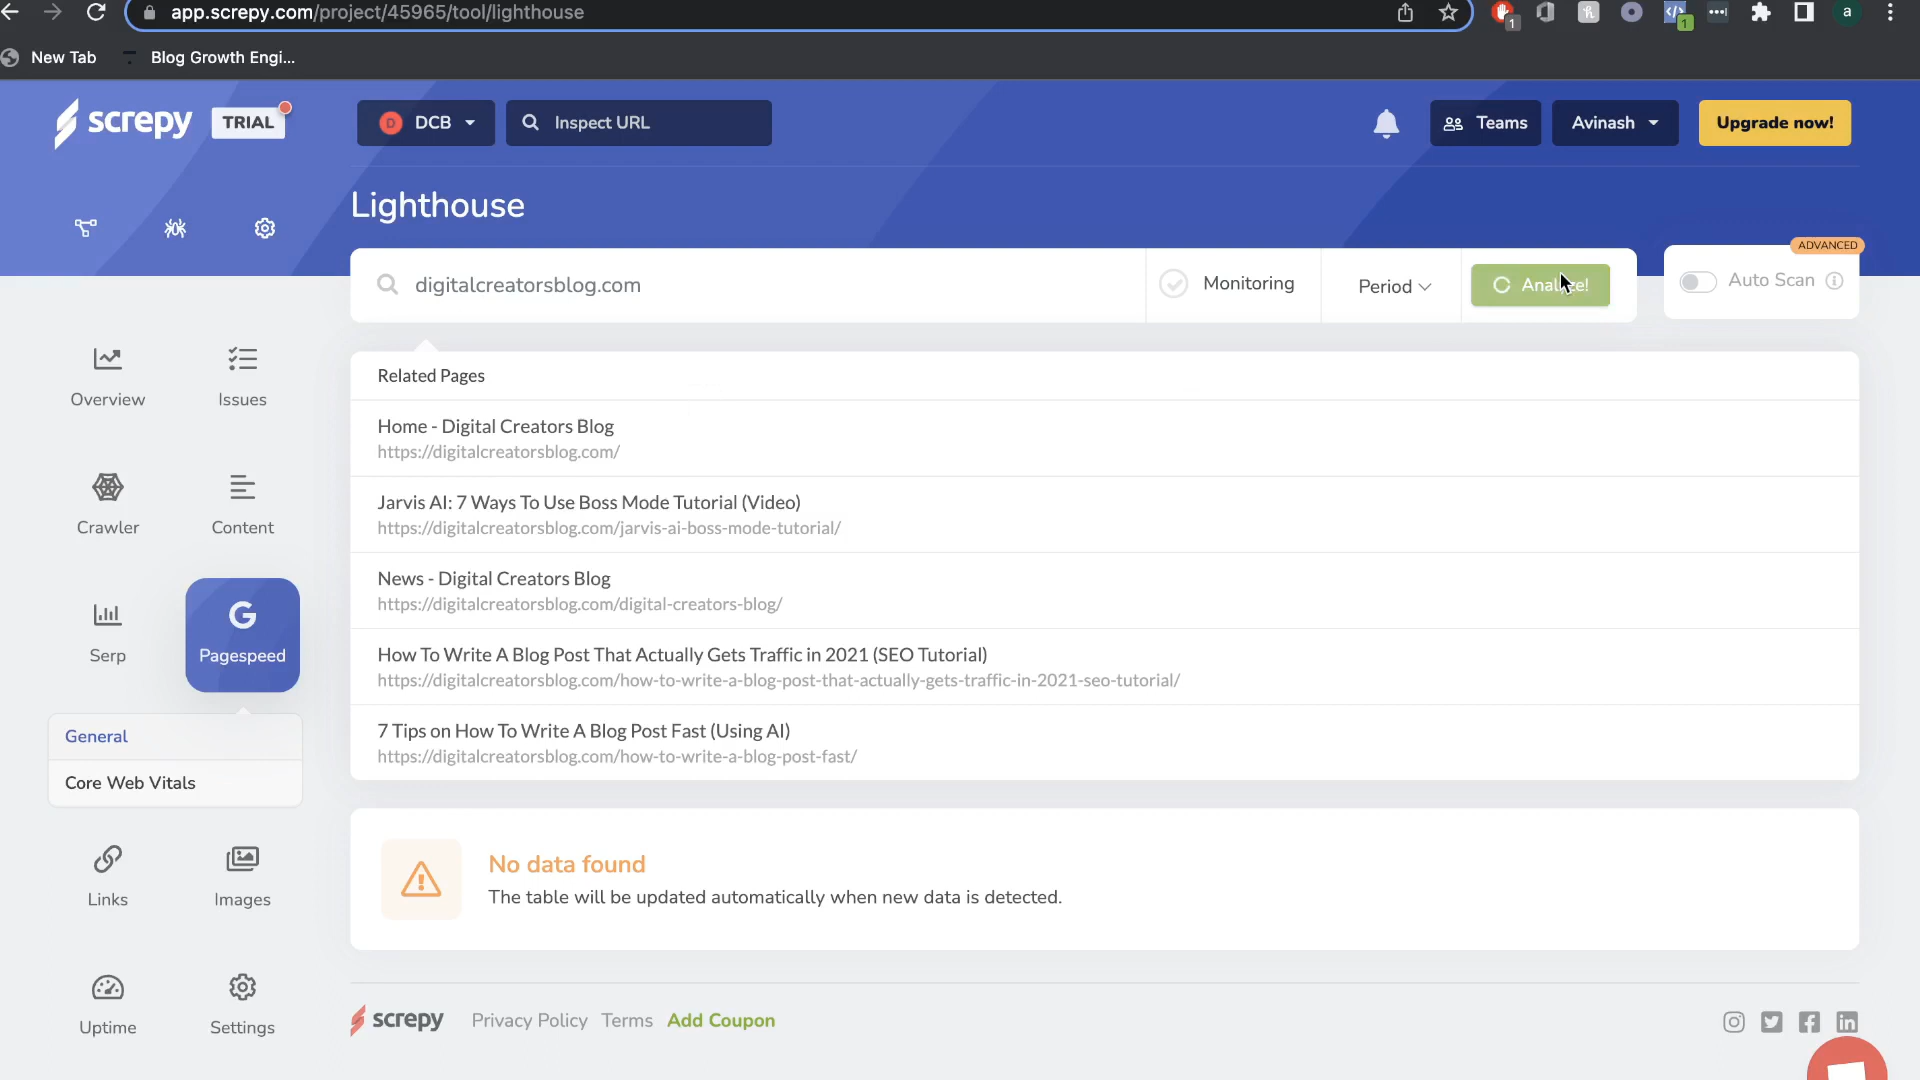 app.screpy.com/project/45965/tool/lighthouse
1
1
a
New Tab
Blog Growth Engi...
screpy
TRIAL
D DCB
Inspect URL
Teams
Avinash
Upgrade now!
Lighthouse
ADVANCED
digitalcreatorsblog.com
Monitoring
Period
Auto Scan
Related Pages
Home - Digital Creators Blog
https://digitalcreatorsblog.com/
Jarvis AI: 7 Ways To Use Boss Mode Tutorial (Video)
https://digitalcreatorsblog.com/jarvis-ai-boss-mode-tutorial/
News - Digital Creators Blog
https://digitalcreatorsblog.com/digital-creators-blog/
How To Write A Blog Post That Actually Gets Traffic in 2021 (SEO Tutorial)
https://digitalcreatorsblog.com/how-to-write-a-blog-post-that-actually-gets-traffic-in-2021-seo-tutorial/
7 Tips on How To Write A Blog Post Fast (Using AI)
https://digitalcreatorsblog.com/how-to-write-a-blog-post-fast/
Overview
Issues
Crawler
Content
Serp
G
Pagespeed
General
Core Web Vitals
Links
Images
Uptime
Settings
No data found
The table will be updated automatically when new data is detected.
screpy
Privacy Policy
Terms
Add Coupon